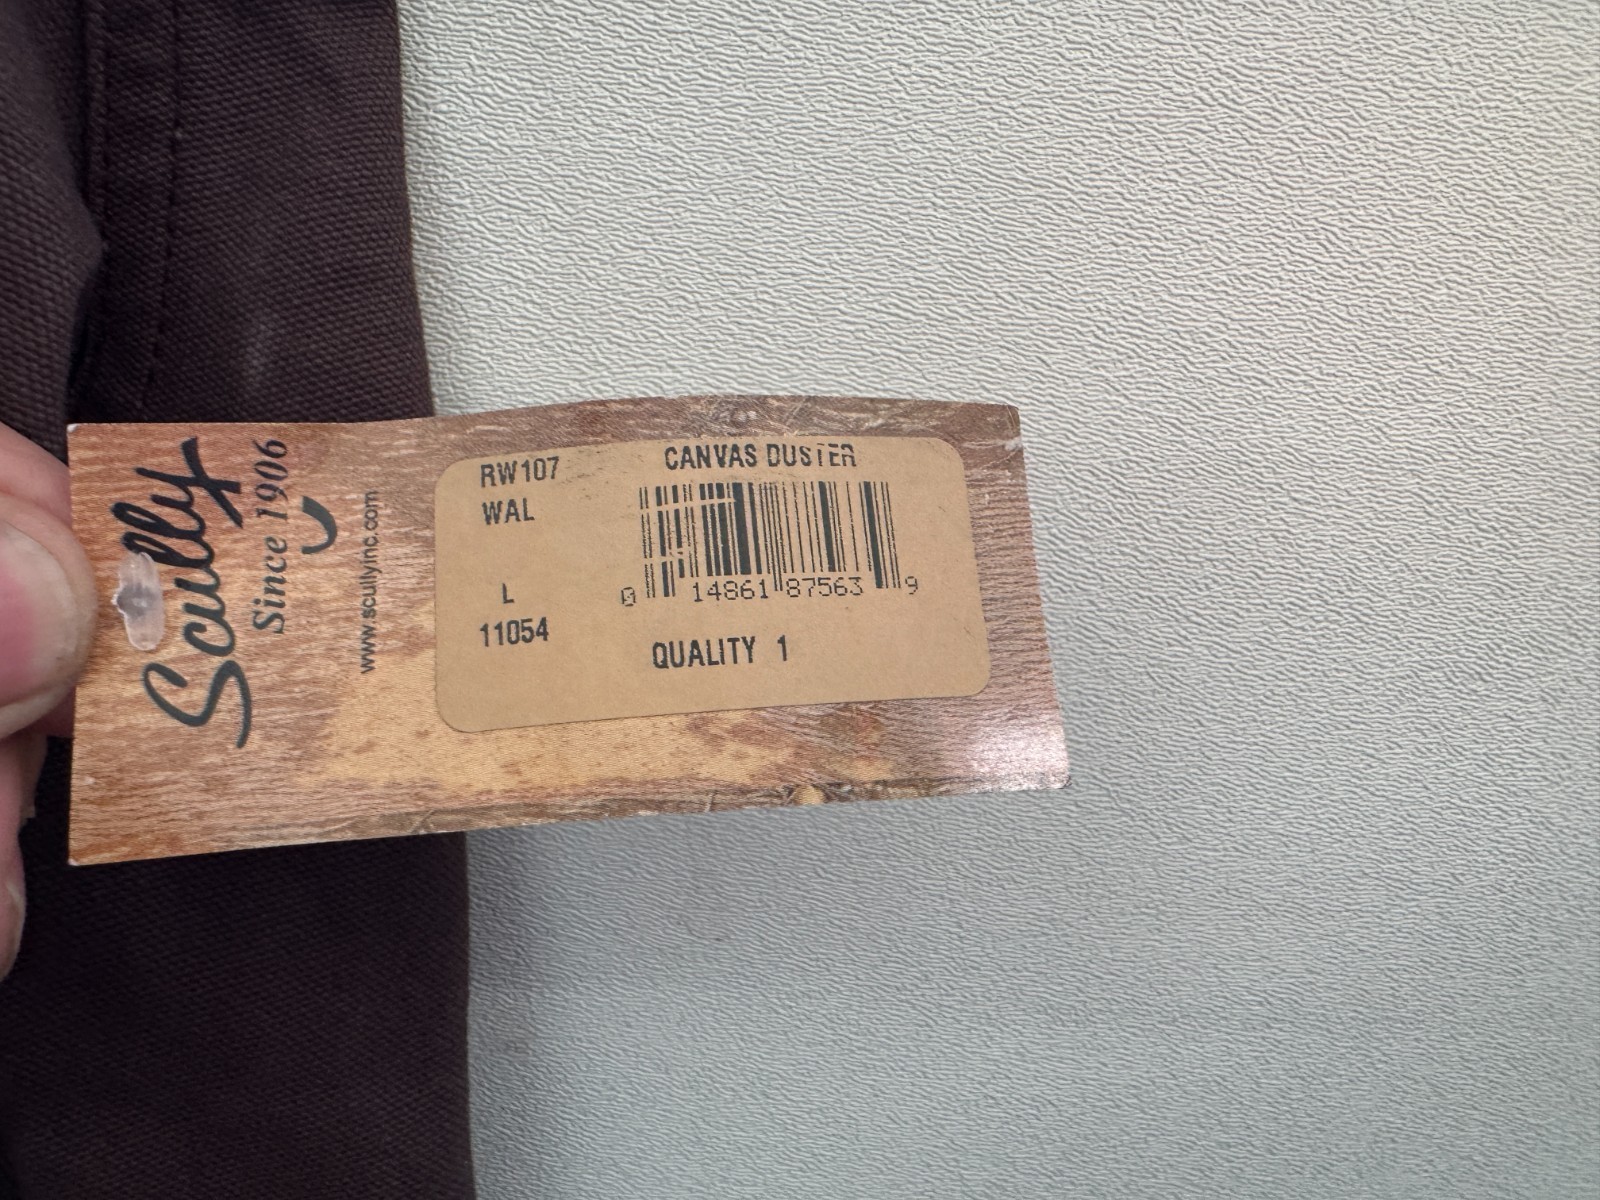 Scully
Since 1906
www.scullyinc.com
RW107
CANVAS DUSTER
WAL
L
0 14861 87563 9
11054
QUALITY 1